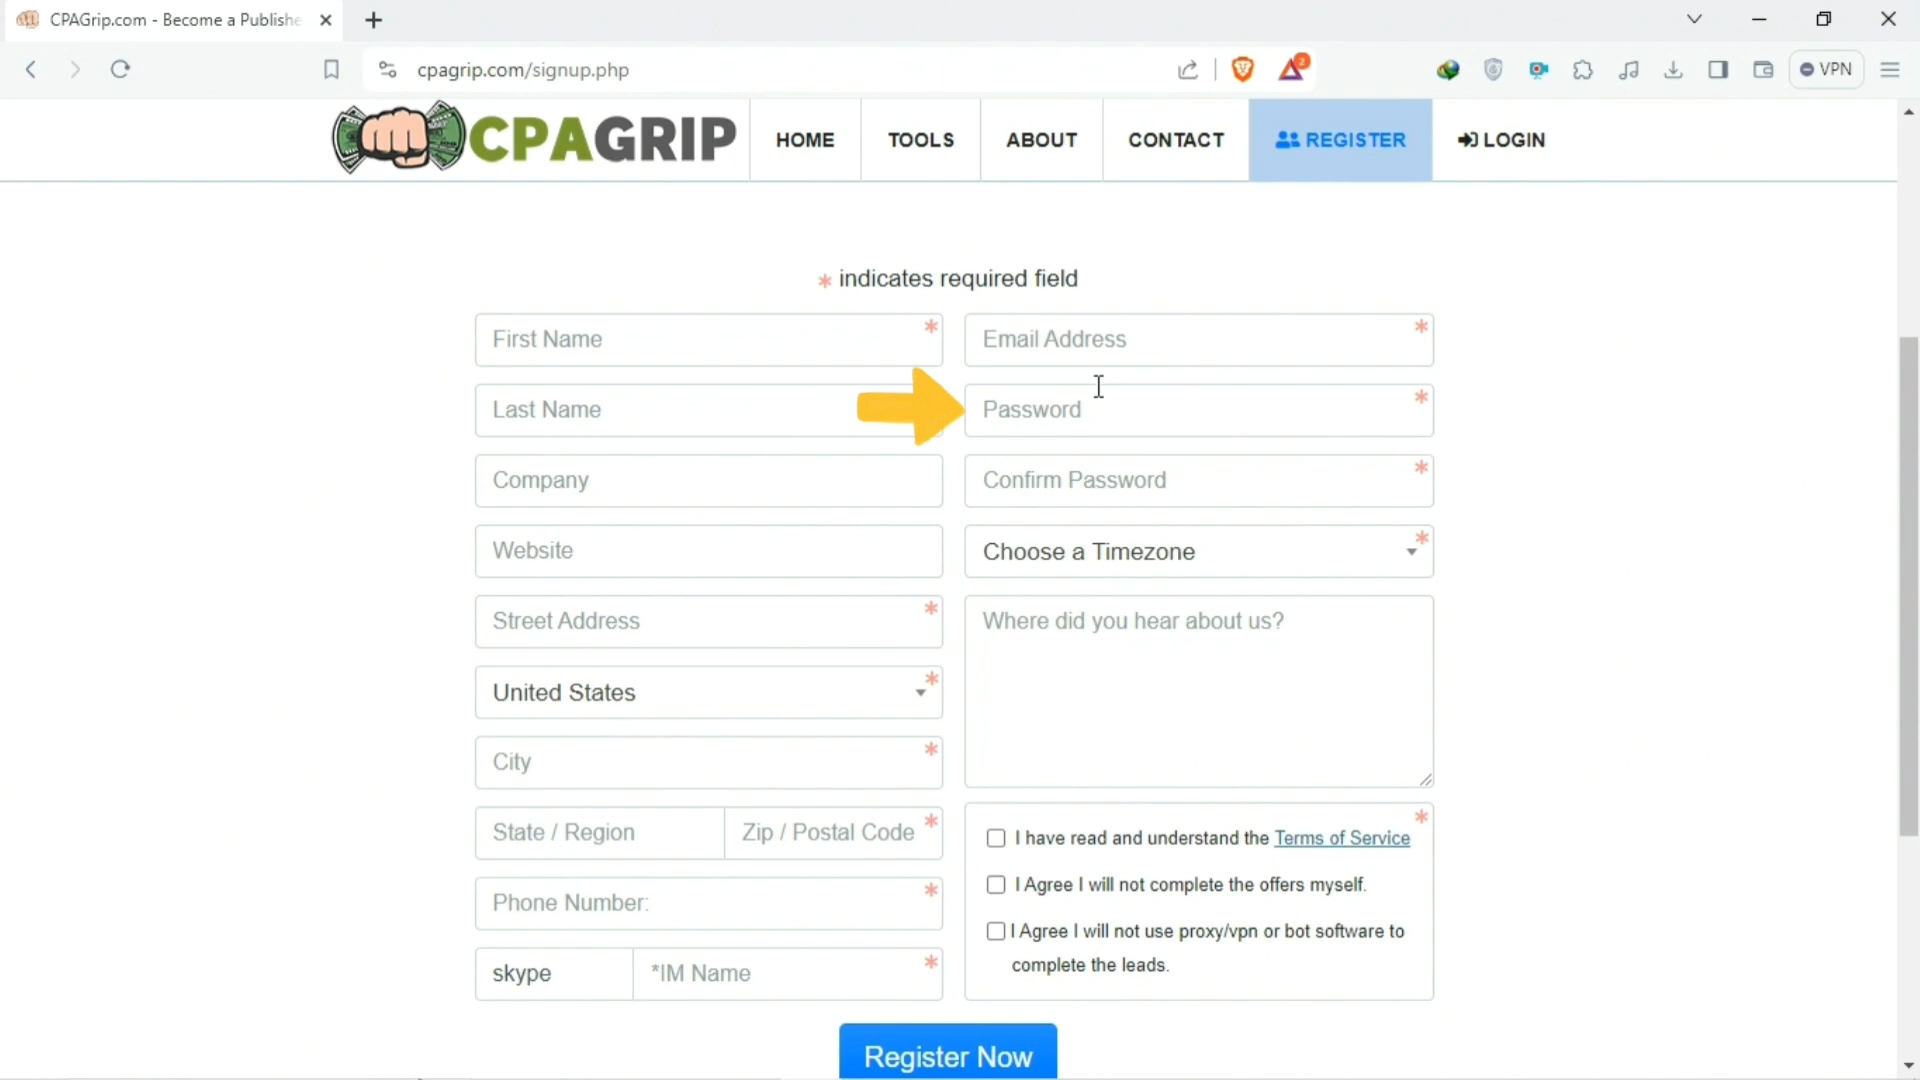 CPAGrip.com - Become a Publishe
cpagrip.com/signup.php
2
VPN
CPAGRIP
HOME
TOOLS
ABOUT
CONTACT
REGISTER
LOGIN
* indicates required field
First Name *
Email Address *
Last Name
Password *
Company
Confirm Password *
Website
Choose a Timezone *
Street Address *
Where did you hear about us?
United States *
City *
State / Region
Zip / Postal Code *
Phone Number: *
skype
*IM Name *
*
I have read and understand the Terms of Service
I Agree I will not complete the offers myself.
I Agree I will not use proxy/vpn or bot software to
complete the leads.
Register Now